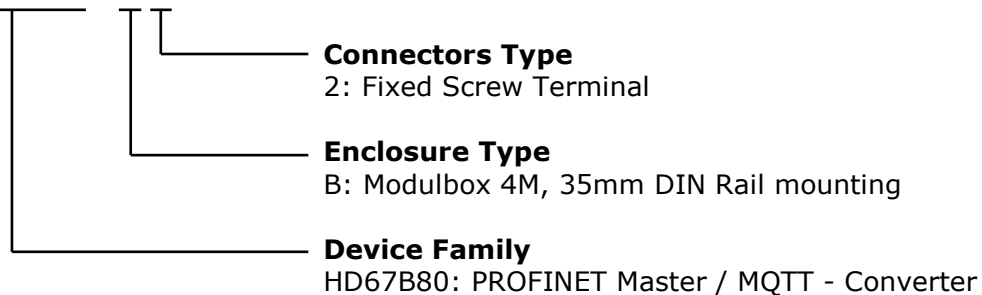 Connectors Type
2: Fixed Screw Terminal
Enclosure Type
B: Modulbox 4M, 35mm DIN Rail mounting
Device Family
HD67B80: PROFINET Master / MQTT - Converter